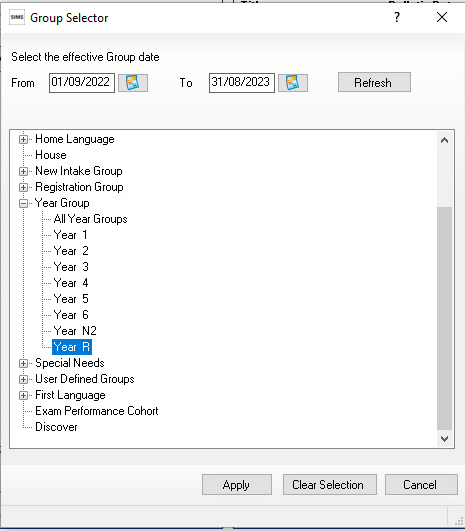 SIMS Group Selector ?
Select the effective Group date
From 01/09/2022 To 31/08/2023 Refresh
Home Language
House
New Intake Group
Registration Group
Year Group
All Year Groups
Year 1
Year 2
Year 3
Year 4
Year 5
Year 6
Year N2
Year R
Special Needs
User Defined Groups
First Language
Exam Performance Cohort
Discover
Apply Clear Selection Cancel